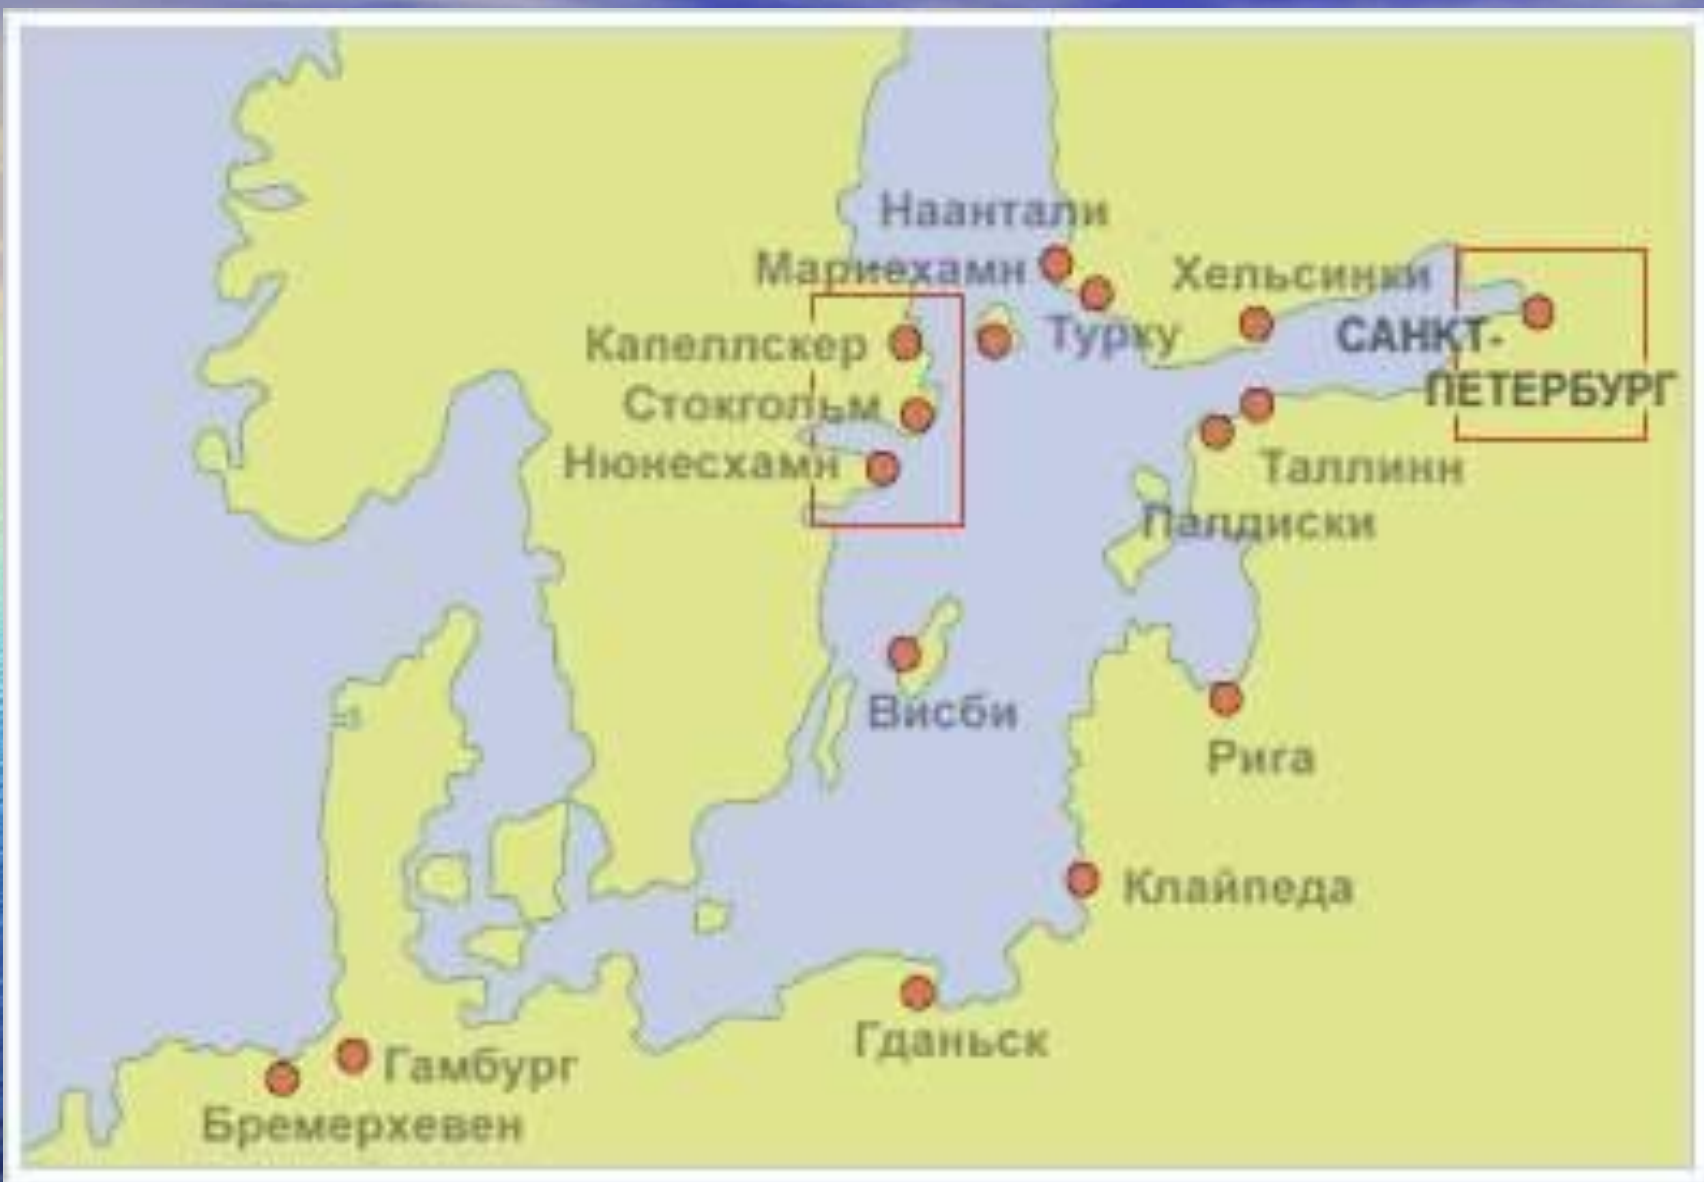 Наантали
Мариехамн
Хельсинки
Капеллскер
Турку
САНКТ-
ПЕТЕРБУРГ
Стокгольм
Нюнесхамн
Таллинн
Палдиски
Висби
Рига
Клайпеда
Гданьск
Гамбург
Бремерхевен